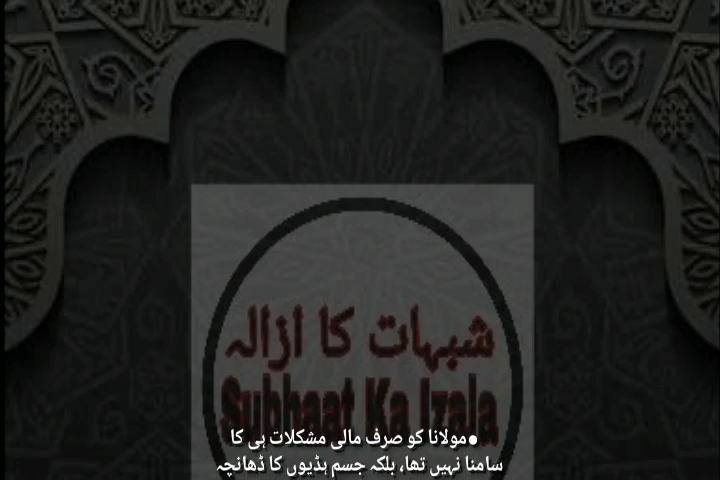 شبہات کا ازالہ
Subhaat Ka Izala
●مولانا کو صرف مالی مشکلات ہی کا
سامنا نہیں تھا، بلکہ جسم ہڈیوں کا ڈھانچہ